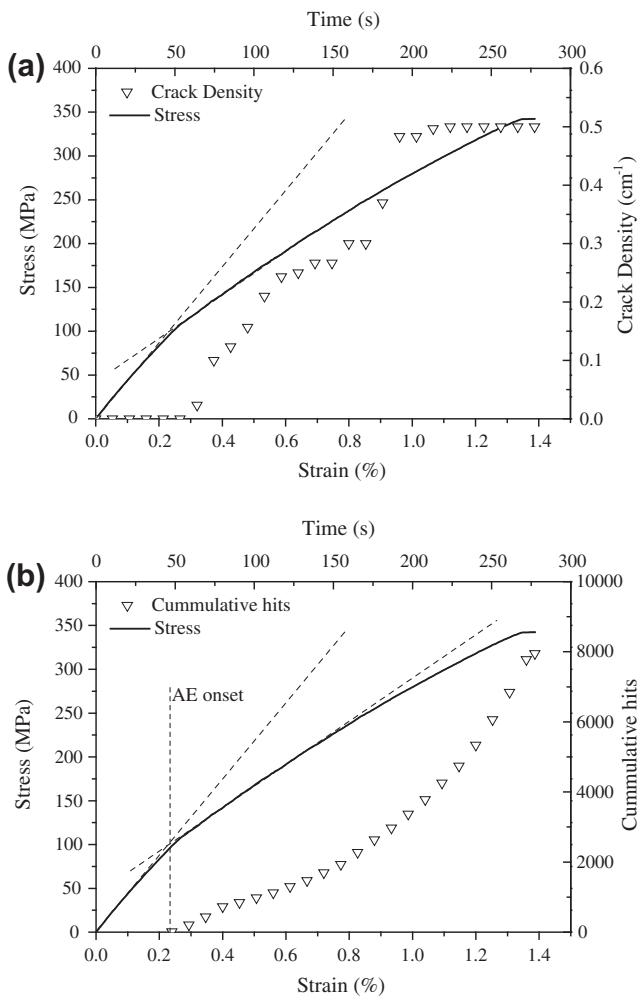 Time (s)
0 50 100 150 200 250 300
(a)
400 0.6
Crack Density
Stress
350
300 0.5
250 0.4
200 0.3
150 0.2
100
50 0.1
0 0.0
Stress (MPa)
Crack Density (cm⁻¹)
0.0 0.2 0.4 0.6 0.8 1.0 1.2 1.4
Strain (%)
Time (s)
0 50 100 150 200 250 300
(b)
400 10000
Cummulative hits
Stress
350
300 8000
AE onset
250 6000
200
150 4000
100 2000
50
0 0
Stress (MPa)
Cummulative hits
0.0 0.2 0.4 0.6 0.8 1.0 1.2 1.4
Strain (%)